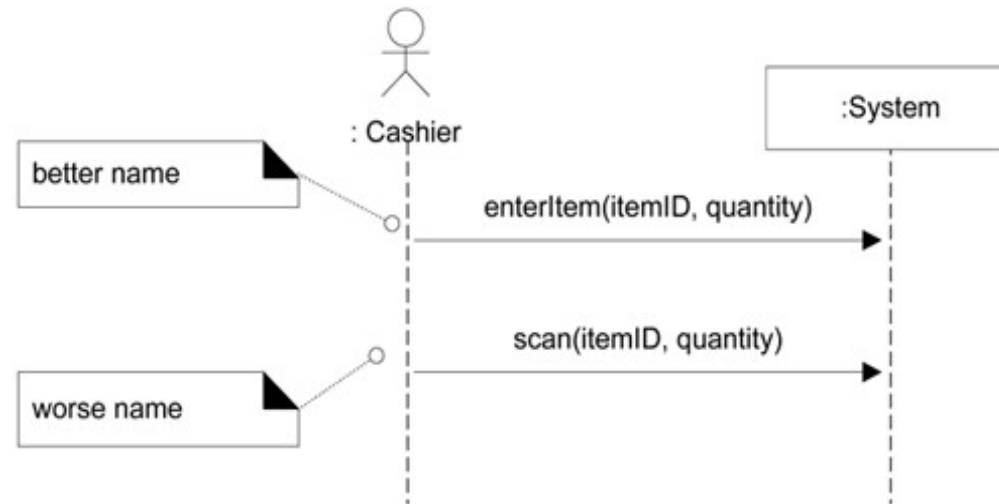 : Cashier
:System
better name
enterItem(itemID, quantity)
scan(itemID, quantity)
worse name